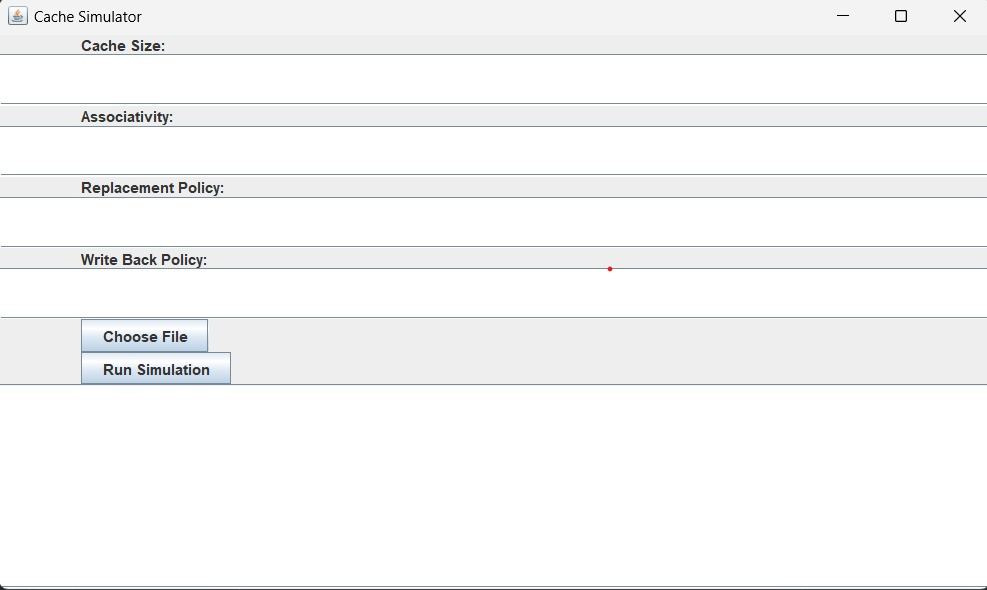 Cache Simulator
Cache Size:
Associativity:
Replacement Policy:
Write Back Policy:
Choose File
Run Simulation